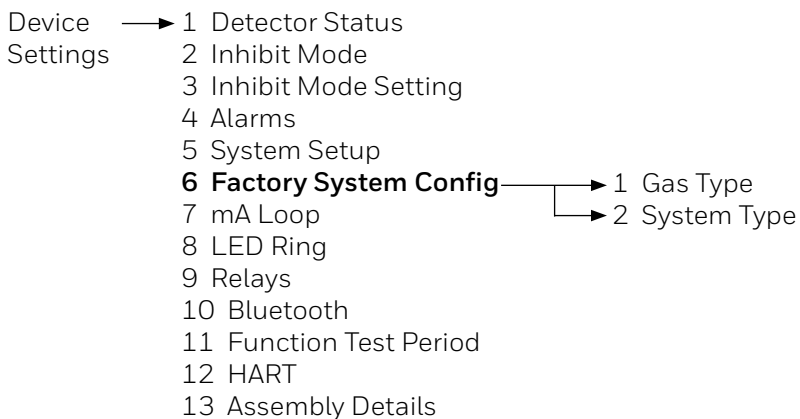 Device
Settings
1 Detector Status
2 Inhibit Mode
3 Inhibit Mode Setting
4 Alarms
5 System Setup
6 Factory System Config
1 Gas Type
2 System Type
7 mA Loop
8 LED Ring
9 Relays
10 Bluetooth
11 Function Test Period
12 HART
13 Assembly Details